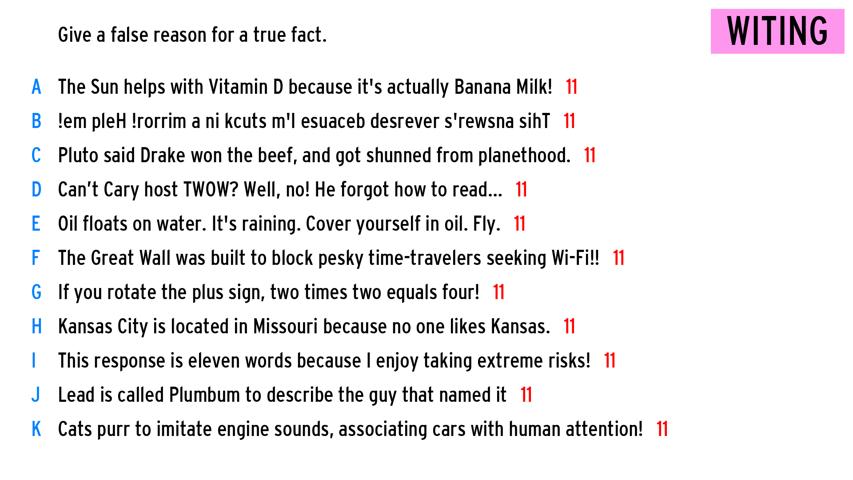 Give a false reason for a true fact.
WITING
A The Sun helps with Vitamin D because it's actually Banana Milk! 11
B !em pleH !rorrim a ni kcuts m'I esuaceb desrever s'rewsna sihT 11
C Pluto said Drake won the beef, and got shunned from planethood. 11
D Can’t Cary host TWOW? Well, no! He forgot how to read... 11
E Oil floats on water. It's raining. Cover yourself in oil. Fly. 11
F The Great Wall was built to block pesky time-travelers seeking Wi-Fi!! 11
G If you rotate the plus sign, two times two equals four! 11
H Kansas City is located in Missouri because no one likes Kansas. 11
I This response is eleven words because I enjoy taking extreme risks! 11
J Lead is called Plumbum to describe the guy that named it 11
K Cats purr to imitate engine sounds, associating cars with human attention! 11